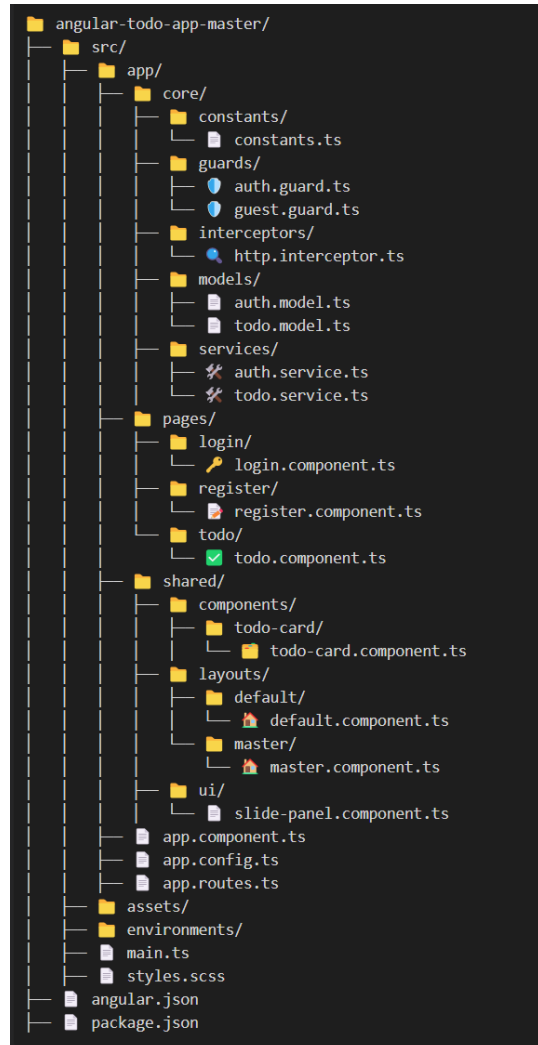 angular-todo-app-master/
src/
app/
core/
constants/
constants.ts
guards/
auth.guard.ts
guest.guard.ts
interceptors/
http.interceptor.ts
models/
auth.model.ts
todo.model.ts
services/
auth.service.ts
todo.service.ts
pages/
login/
login.component.ts
register/
register.component.ts
todo/
todo.component.ts
shared/
components/
todo-card/
todo-card.component.ts
layouts/
default/
default.component.ts
master/
master.component.ts
ui/
slide-panel.component.ts
app.component.ts
app.config.ts
app.routes.ts
assets/
environments/
main.ts
styles.scss
angular.json
package.json